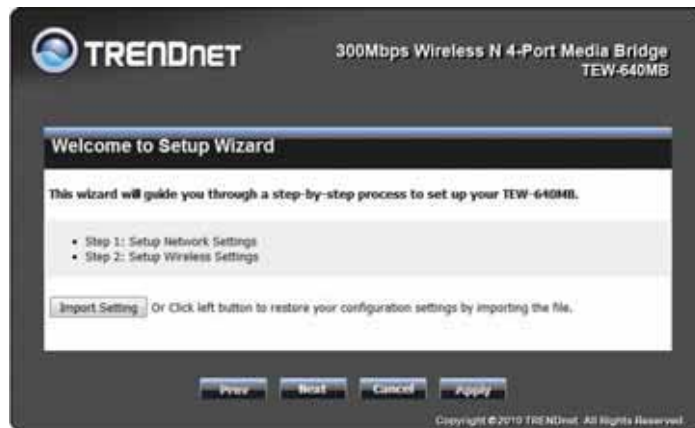 TRENDNET
300Mbps Wireless N 4-Port Media Bridge
TEW-640MB
Welcome to Setup Wizard
This wizard will guide you through a step-by-step process to set up your TEW-640MB.
• Step 1: Setup Network Settings
• Step 2: Setup Wireless Settings
Import Setting Or Click left button to restore your configuration settings by importing the file.
Prev Next Cancel Apply
Copyright © 2010 TRENDnet. All Rights Reserved.